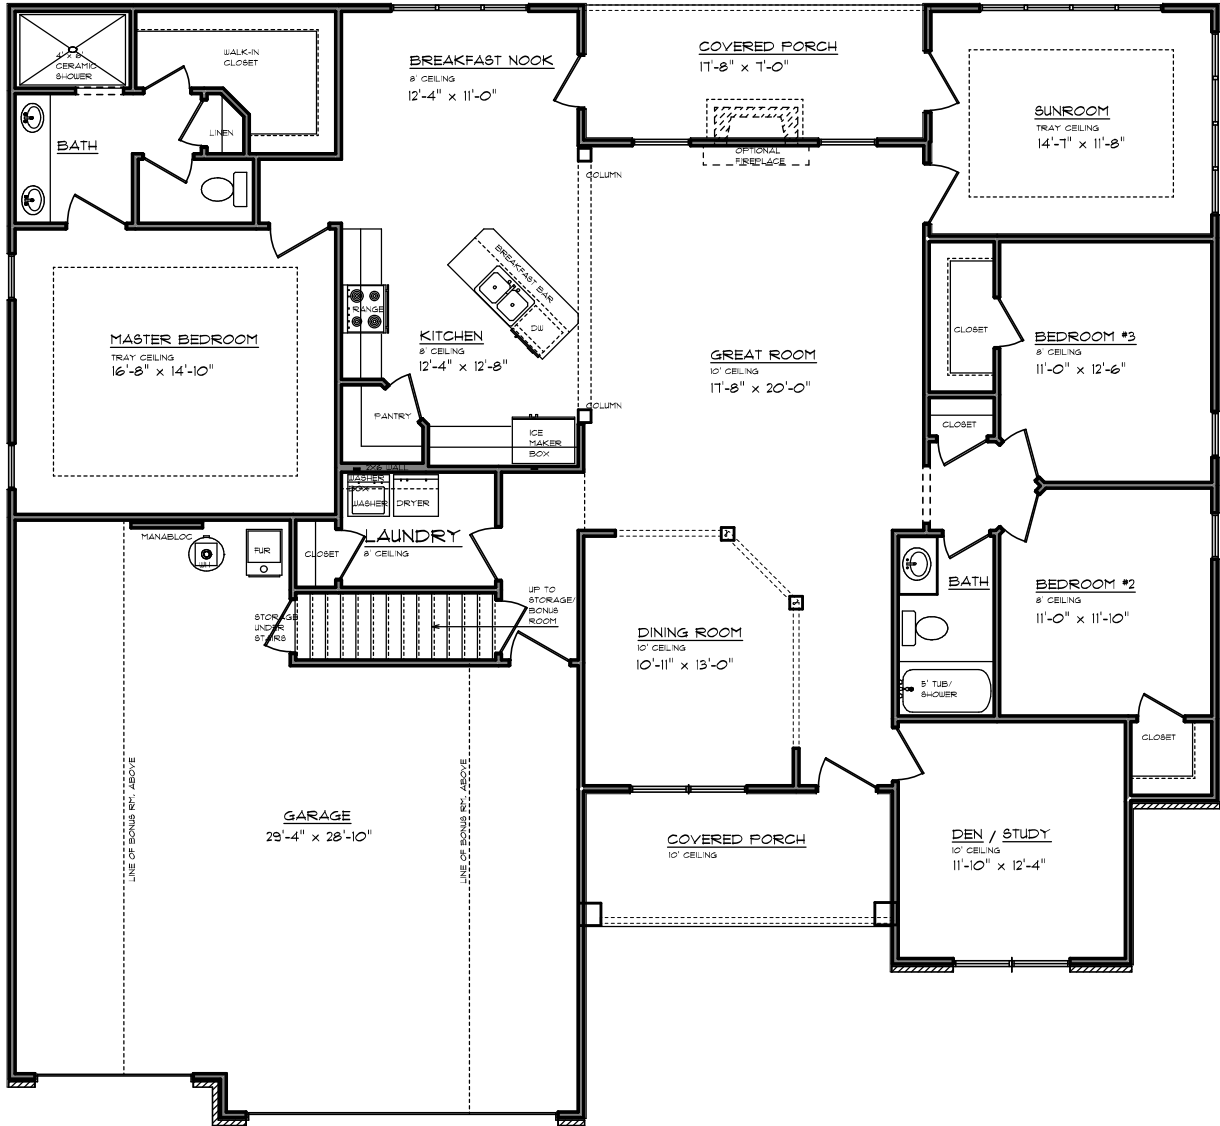 4' x 6'
CERAMIC
SHOWER
WALK-IN
CLOSET
LINEN
BATH
BREAKFAST NOOK
8' CEILING
12'-4" x 11'-0"
COVERED PORCH
17'-8" x 7'-0"
OPTIONAL
FIREPLACE
SUNROOM
TRAY CEILING
14'-7" x 11'-8"
COLUMN
BREAKFAST BAR
DW
RANGE
KITCHEN
8' CEILING
12'-4" x 12'-8"
MASTER BEDROOM
TRAY CEILING
16'-8" x 14'-10"
GREAT ROOM
10' CEILING
17'-8" x 20'-0"
CLOSET
BEDROOM #3
8' CEILING
11'-0" x 12'-6"
COLUMN
PANTRY
ICE
MAKER
BOX
CLOSET
2X6 WALL
WASHER
BOX
WASHER
DRYER
MANABLOC
WH
FUR
CLOSET
LAUNDRY
8' CEILING
UP TO
STORAGE/
BONUS
ROOM
STORAGE
UNDER
STAIRS
BATH
BEDROOM #2
8' CEILING
11'-0" x 11'-10"
DINING ROOM
10' CEILING
10'-11" x 13'-0"
5' TUB/
SHOWER
CLOSET
LINE OF BONUS RM. ABOVE
LINE OF BONUS RM. ABOVE
GARAGE
29'-4" x 28'-10"
COVERED PORCH
10' CEILING
DEN / STUDY
10' CEILING
11'-10" x 12'-4"